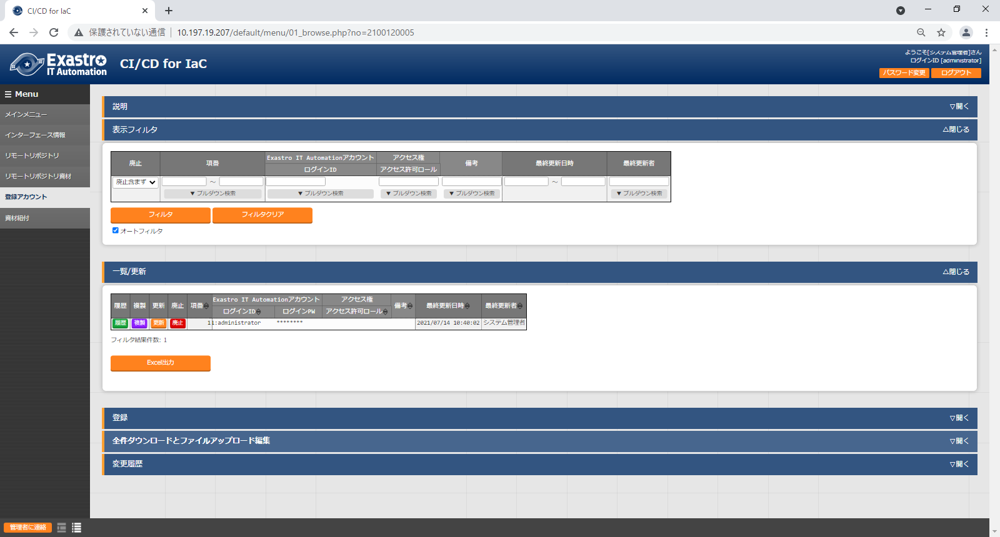 CI/CD for IaC
保護されていない通信
10.197.19.207/default/menu/01_browse.php?no=2100120005
Exastro
IT Automation
CI/CD for IaC
ようこそ[システム管理者]さん
ログインID [administrator]
パスワード変更
ログアウト
Menu
メインメニュー
インターフェース情報
リモートリポジトリ
リモートリポジトリ資材
登録アカウント
資材紐付
説明
▽開く
表示フィルタ
△閉じる
廃止
項番
Exastro IT Automationアカウント
アクセス権
備考
最終更新日時
最終更新者
ログインID
アクセス許可ロール
廃止含まず
～
～
▼ プルダウン検索
▼ プルダウン検索
▼ プルダウン検索
▼ プルダウン検索
▼ プルダウン検索
フィルタ
フィルタクリア
オートフィルタ
一覧/更新
△閉じる
履歴
複製
更新
廃止
項番
Exastro IT Automationアカウント
アクセス権
備考
最終更新日時
最終更新者
ログインID
ログインPW
アクセス許可ロール
履歴
複製
更新
廃止
1
1:administrator
********
2021/07/14 10:40:02
システム管理者
フィルタ結果件数: 1
Excel出力
登録
▽開く
全件ダウンロードとファイルアップロード編集
▽開く
変更履歴
▽開く
管理者に連絡